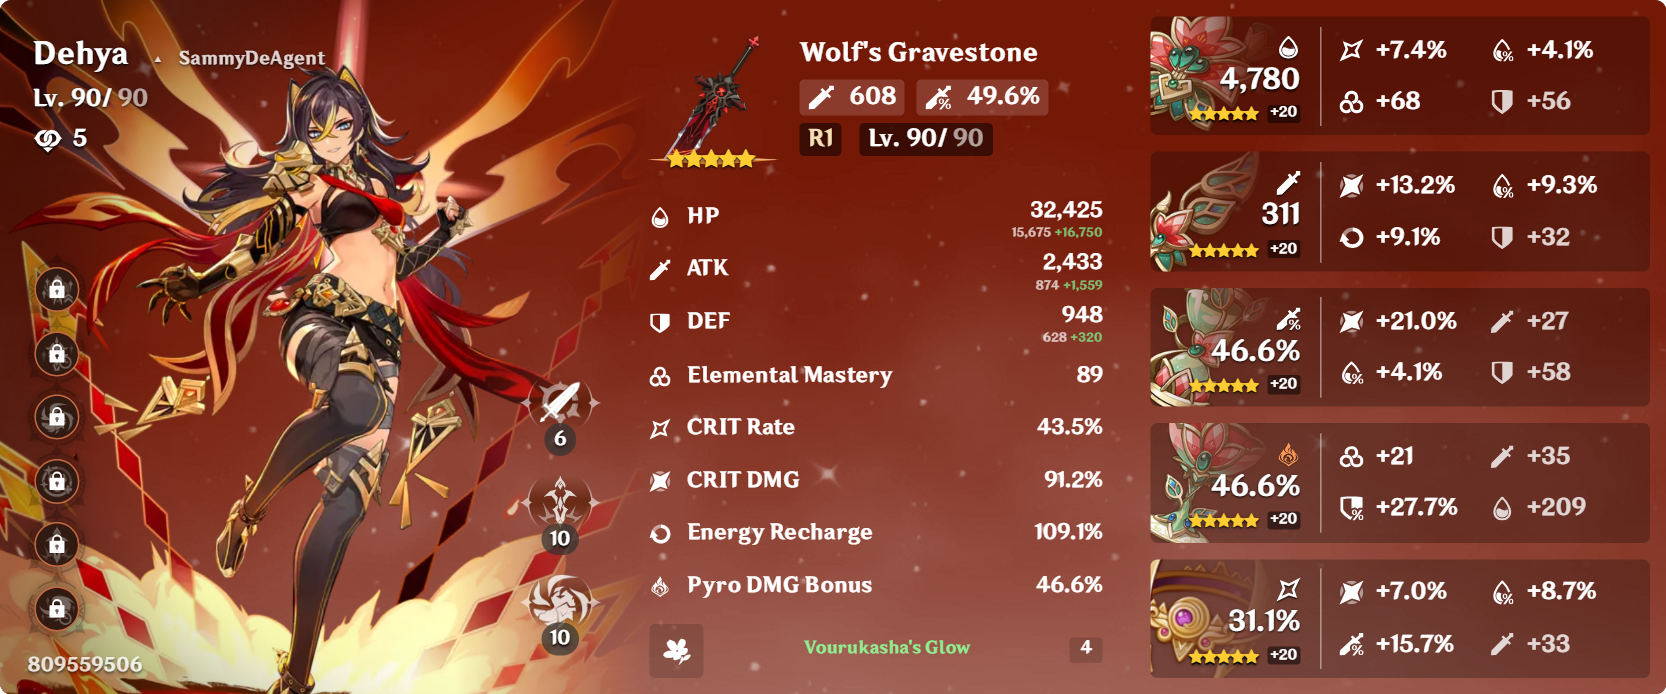 Dehya ▲ SammyDeAgent
Lv. 90/ 90
5
6
10
10
809559506
Wolf's Gravestone
608 49.6%
R1 Lv. 90/ 90
HP 32,425
15,675 +16,750
ATK 2,433
874 +1,559
DEF 948
628 +320
Elemental Mastery 89
CRIT Rate 43.5%
CRIT DMG 91.2%
Energy Recharge 109.1%
Pyro DMG Bonus 46.6%
Vourukasha's Glow 4
4,780
+20
+7.4% +4.1%
+68 +56
311
+20
+13.2% +9.3%
+9.1% +32
46.6%
+20
+21.0% +27
+4.1% +58
46.6%
+20
+21 +35
+27.7% +209
31.1%
+20
+7.0% +8.7%
+15.7% +33